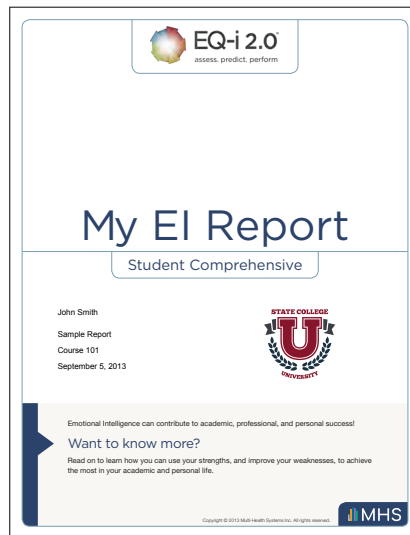 EQ-i 2.0
assess. predict. perform
My EI Report
Student Comprehensive
John Smith
Sample Report
Course 101
September 5, 2013
STATE COLLEGE
U
UNIVERSITY
Emotional Intelligence can contribute to academic, professional, and personal success!
Want to know more?
Read on to learn how you can use your strengths, and improve your weaknesses, to achieve
the most in your academic and personal life.
Copyright © 2013 Multi-Health Systems Inc. All rights reserved.
MHS